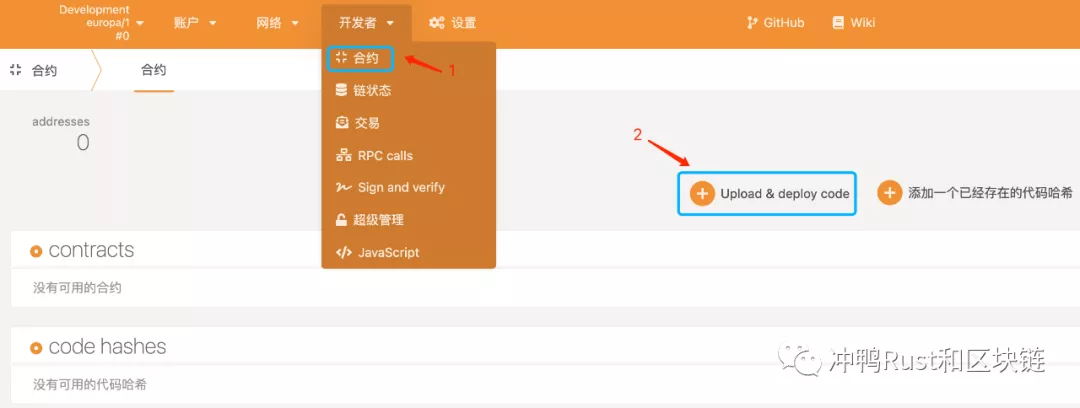 Development
europa/1
#0
账户
网络
开发者
设置
GitHub
Wiki
合约
合约
合约
1
链状态
交易
RPC calls
Sign and verify
超级管理
JavaScript
addresses
0
2
Upload & deploy code
添加一个已经存在的代码哈希
contracts
没有可用的合约
code hashes
没有可用的代码哈希
冲鸭Rust和区块链